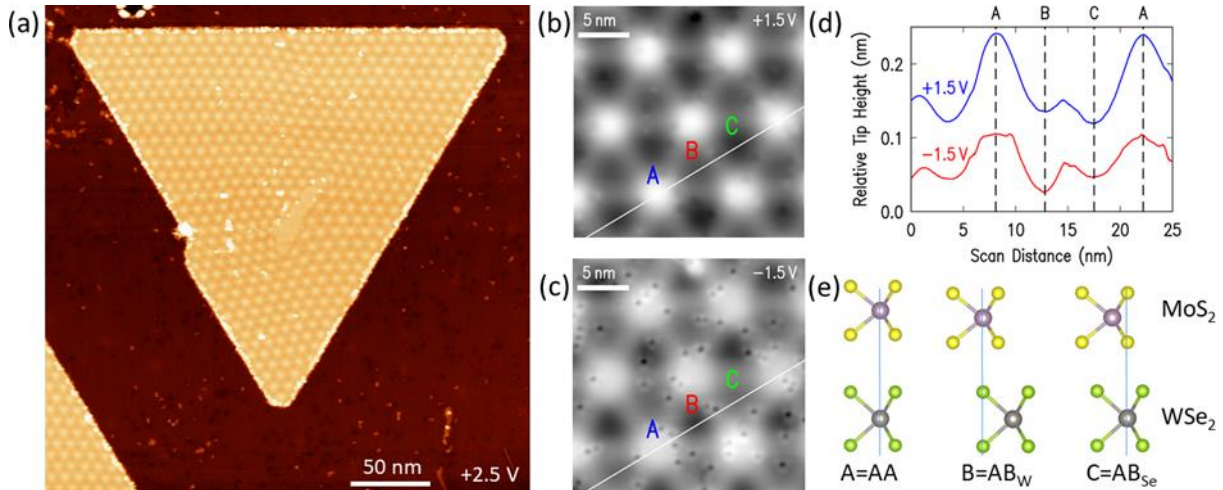 (a)
50 nm
+2.5 V
(b)
5 nm
+1.5 V
A
B
C
(c)
5 nm
−1.5 V
A
B
C
(d)
A
B
C
A
Relative Tip Height (nm)
0.2
0.1
0.0
+1.5 V
−1.5 V
0
5
10
15
20
25
Scan Distance (nm)
(e)
MoS₂
WSe₂
A=AA
B=AB_W
C=AB_Se